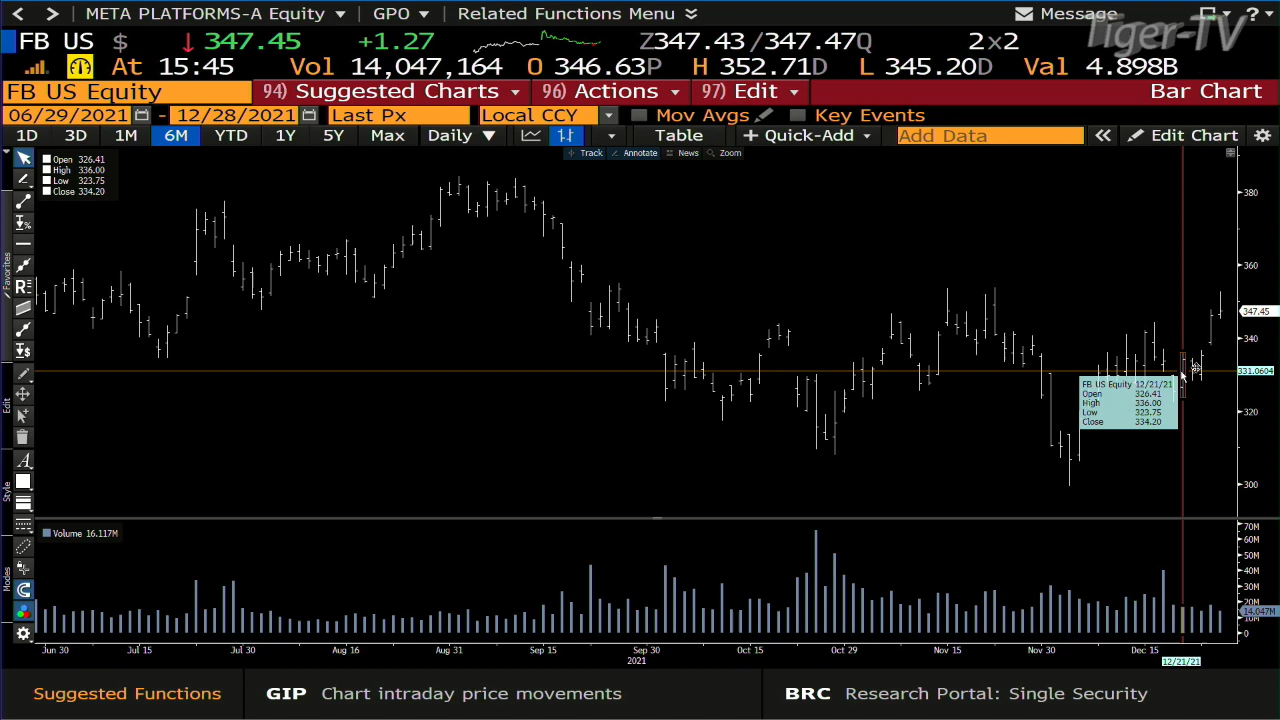 META PLATFORMS-A Equity GPO Related Functions Menu Message ?
Tiger-TV
FB US $ 347.45 +1.27 Z347.43/347.47Q 2x2
At 15:45 Vol 14,047,164 O 346.63P H 352.71D L 345.20D Val 4.898B
FB US Equity 94) Suggested Charts 96) Actions 97) Edit Bar Chart
06/29/2021 - 12/28/2021 Last Px Local CCY Mov Avgs Key Events
1D 3D 1M 6M YTD 1Y 5Y Max Daily Table + Quick-Add Add Data Edit Chart
Track Annotate News Zoom
Open 326.41
High 336.00
Low 323.75
Close 334.20
380
360
347.45
340
331.0604
320
300
FB US Equity 12/21/21
Open 326.41
High 336.00
Low 323.75
Close 334.20
Favorites
Edit
Style
Modes
Volume 16.117M
70M
60M
50M
40M
30M
20M
14.047M
10M
0
Jun 30 Jul 15 Jul 30 Aug 16 Aug 31 Sep 15 Sep 30 Oct 15 Oct 29 Nov 15 Nov 30 Dec 15
2021
12/21/21
Suggested Functions GIP Chart intraday price movements BRC Research Portal: Single Security